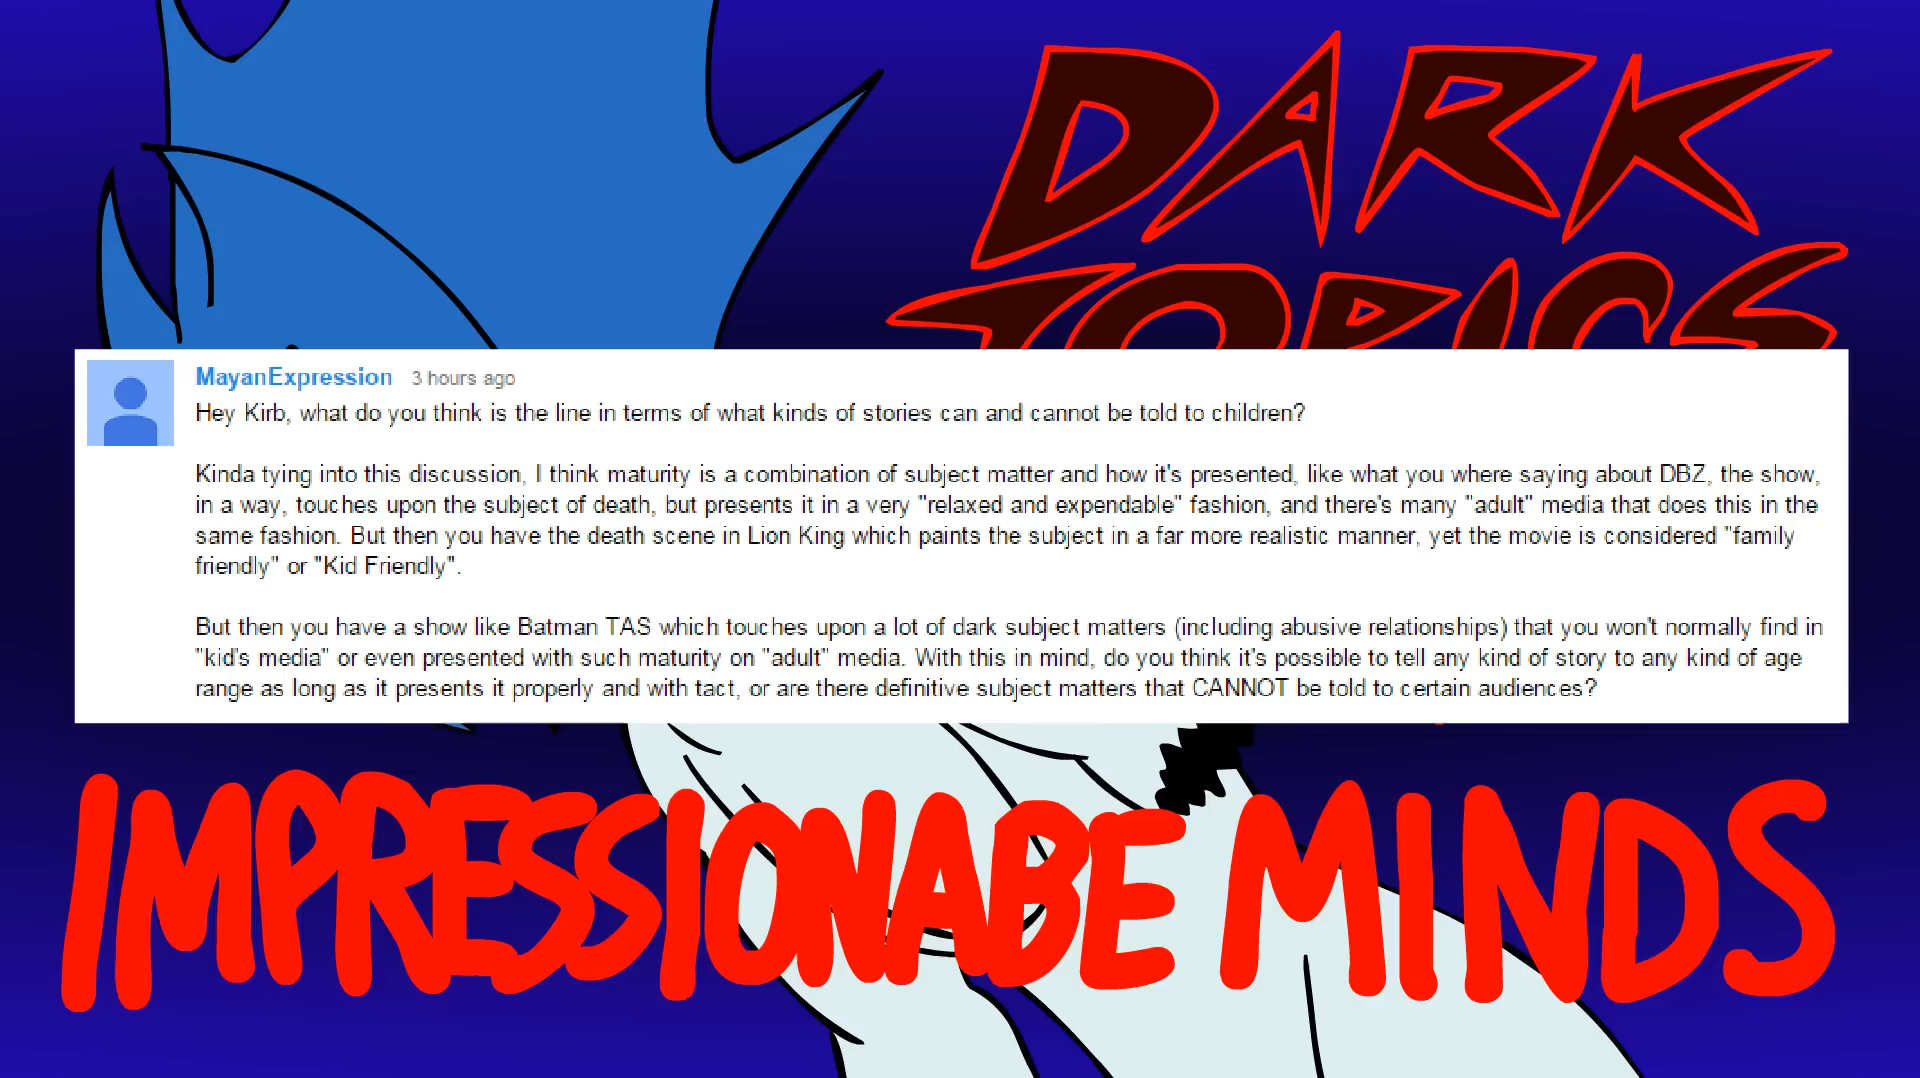 DARK
TOPICS
MayanExpression 3 hours ago
Hey Kirb, what do you think is the line in terms of what kinds of stories can and cannot be told to children?
Kinda tying into this discussion, I think maturity is a combination of subject matter and how it's presented, like what you where saying about DBZ, the show,
in a way, touches upon the subject of death, but presents it in a very "relaxed and expendable" fashion, and there's many "adult" media that does this in the
same fashion. But then you have the death scene in Lion King which paints the subject in a far more realistic manner, yet the movie is considered "family
friendly" or "Kid Friendly".
But then you have a show like Batman TAS which touches upon a lot of dark subject matters (including abusive relationships) that you won't normally find in
"kid's media" or even presented with such maturity on "adult" media. With this in mind, do you think it's possible to tell any kind of story to any kind of age
range as long as it presents it properly and with tact, or are there definitive subject matters that CANNOT be told to certain audiences?
IMPRESSIONABE MINDS